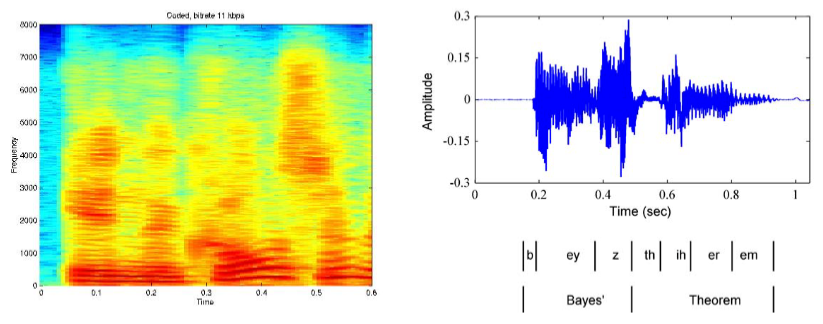 Coded, bitrate 11 kbps
8000
7000
6000
5000
4000
3000
2000
1000
0
Frequency
0 0.1 0.2 0.3 0.4 0.5 0.6
Time
0.3
0.15
0
-0.15
-0.3
Amplitude
0 0.2 0.4 0.6 0.8 1
Time (sec)
b ey z th ih er em
Bayes' Theorem